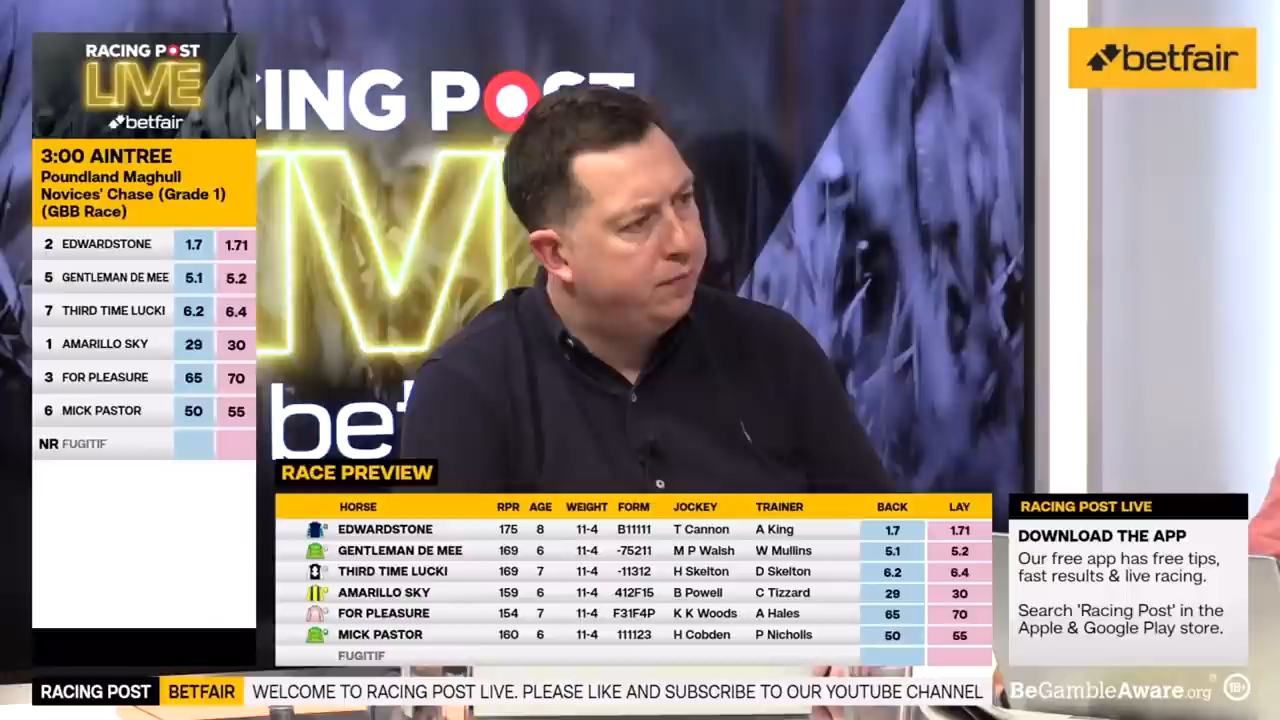 RACING POST
LIVE
betfair
3:00 AINTREE
Poundland Maghull
Novices' Chase (Grade 1)
(GBB Race)
2 EDWARDSTONE 1.7 1.71
5 GENTLEMAN DE MEE 5.1 5.2
7 THIRD TIME LUCKI 6.2 6.4
1 AMARILLO SKY 29 30
3 FOR PLEASURE 65 70
6 MICK PASTOR 50 55
NR FUGITIF
CING POST
IV
bet
betfair
RACE PREVIEW
HORSE RPR AGE WEIGHT FORM JOCKEY TRAINER BACK LAY
EDWARDSTONE 175 8 11-4 B11111 T Cannon A King 1.7 1.71
GENTLEMAN DE MEE 169 6 11-4 -75211 M P Walsh W Mullins 5.1 5.2
THIRD TIME LUCKI 169 7 11-4 -11312 H Skelton D Skelton 6.2 6.4
AMARILLO SKY 159 6 11-4 412F15 B Powell C Tizzard 29 30
FOR PLEASURE 154 7 11-4 F31F4P K K Woods A Hales 65 70
MICK PASTOR 160 6 11-4 111123 H Cobden P Nicholls 50 55
FUGITIF
RACING POST LIVE
DOWNLOAD THE APP
Our free app has free tips,
fast results & live racing.
Search 'Racing Post' in the
Apple & Google Play store.
RACING POST BETFAIR WELCOME TO RACING POST LIVE. PLEASE LIKE AND SUBSCRIBE TO OUR YOUTUBE CHANNEL
BeGambleAware.org 18+